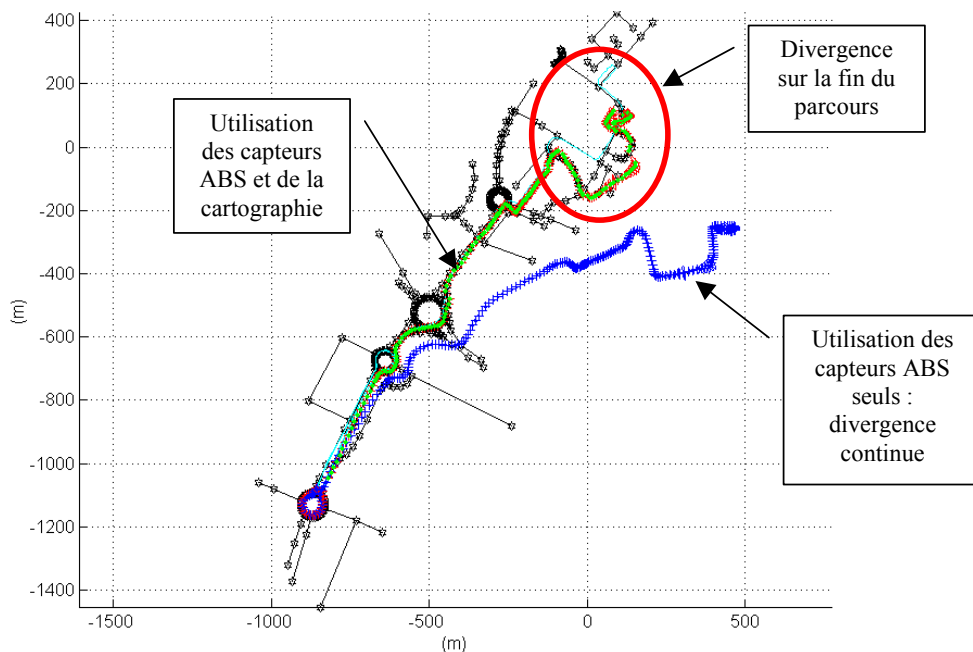 400
200
0
-200
-400
-600
-800
-1000
-1200
-1400
(m)
-1500
-1000
-500
0
500
(m)
Utilisation
des capteurs
ABS et de la
cartographie
Divergence
sur la fin du
parcours
Utilisation des
capteurs ABS
seuls :
divergence
continue